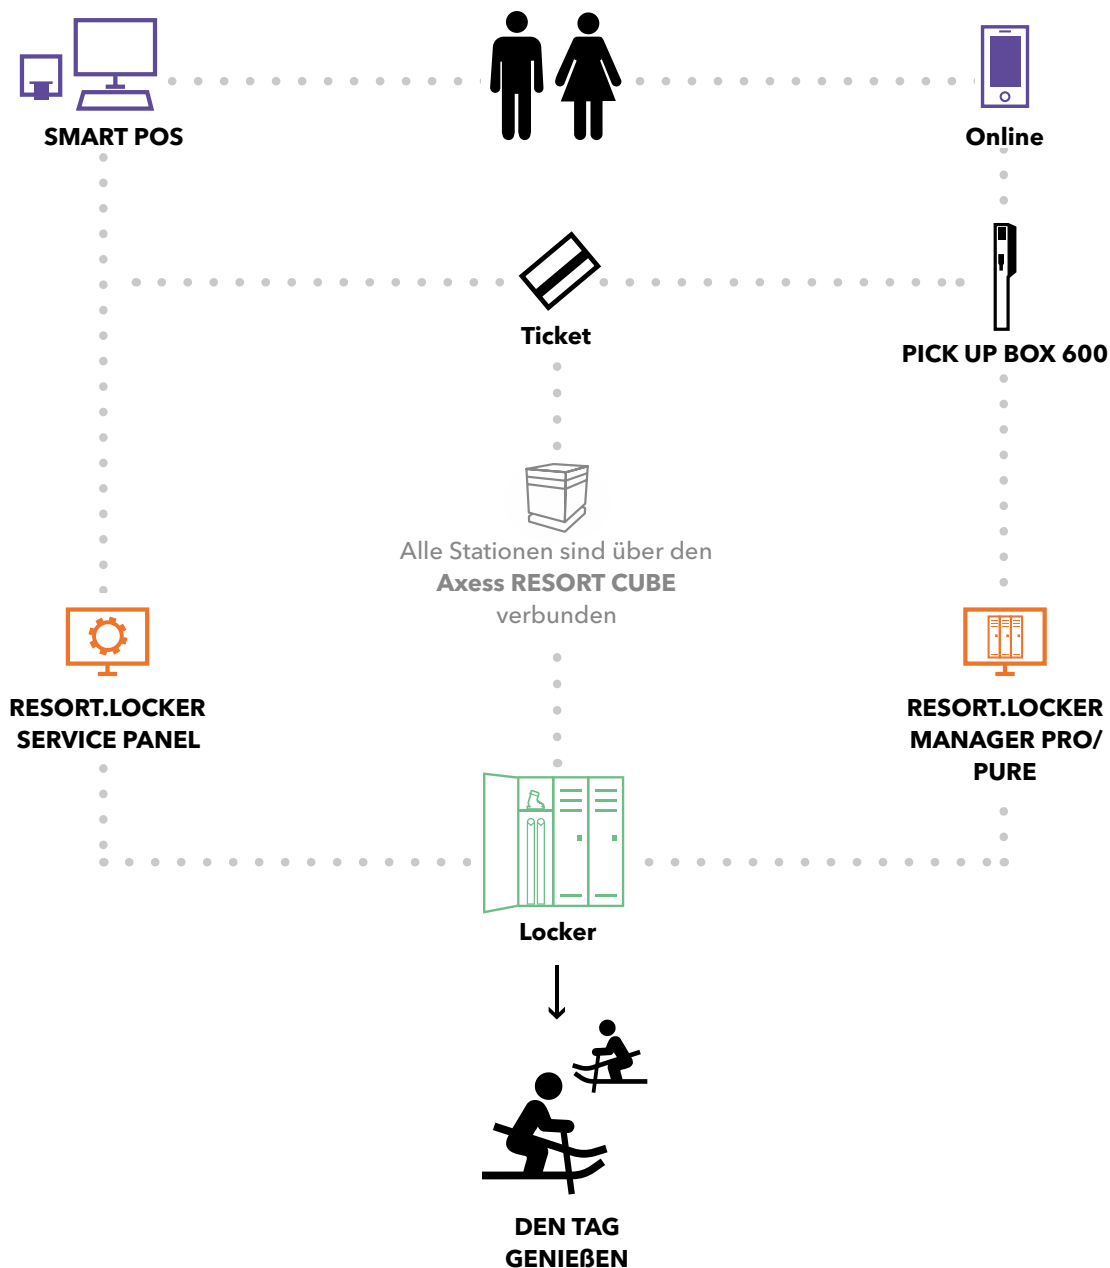 SMART POS
Online
Ticket
PICK UP BOX 600
Alle Stationen sind über den
Axess RESORT CUBE
verbunden
RESORT.LOCKER
SERVICE PANEL
RESORT.LOCKER
MANAGER PRO/
PURE
Locker
DEN TAG
GENIEßEN